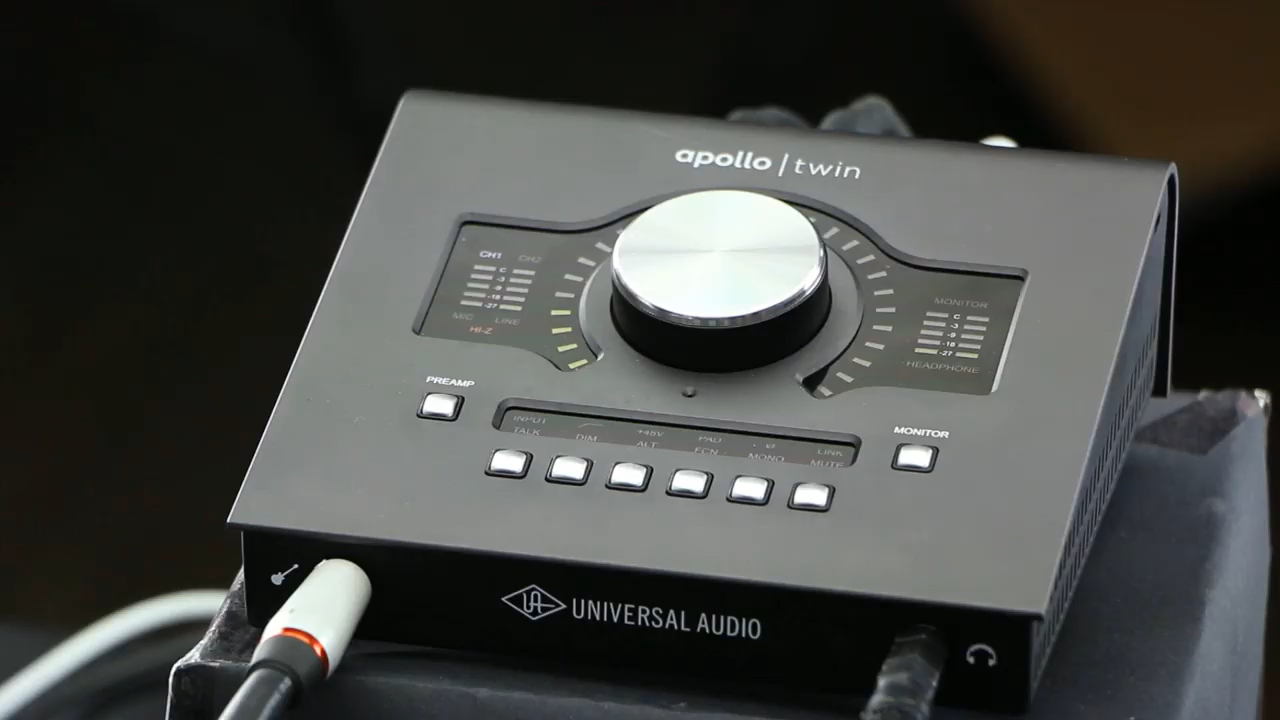 apollo | twin
CH1 CH2
C
-3
-9
-18
-27
MIC LINE
HI-Z
MONITOR
C
-3
-9
-18
-27
HEADPHONE
PREAMP
MONITOR
INPUT +48V PAD Ø LINK
TALK DIM ALT FCN MONO MUTE
UA UNIVERSAL AUDIO